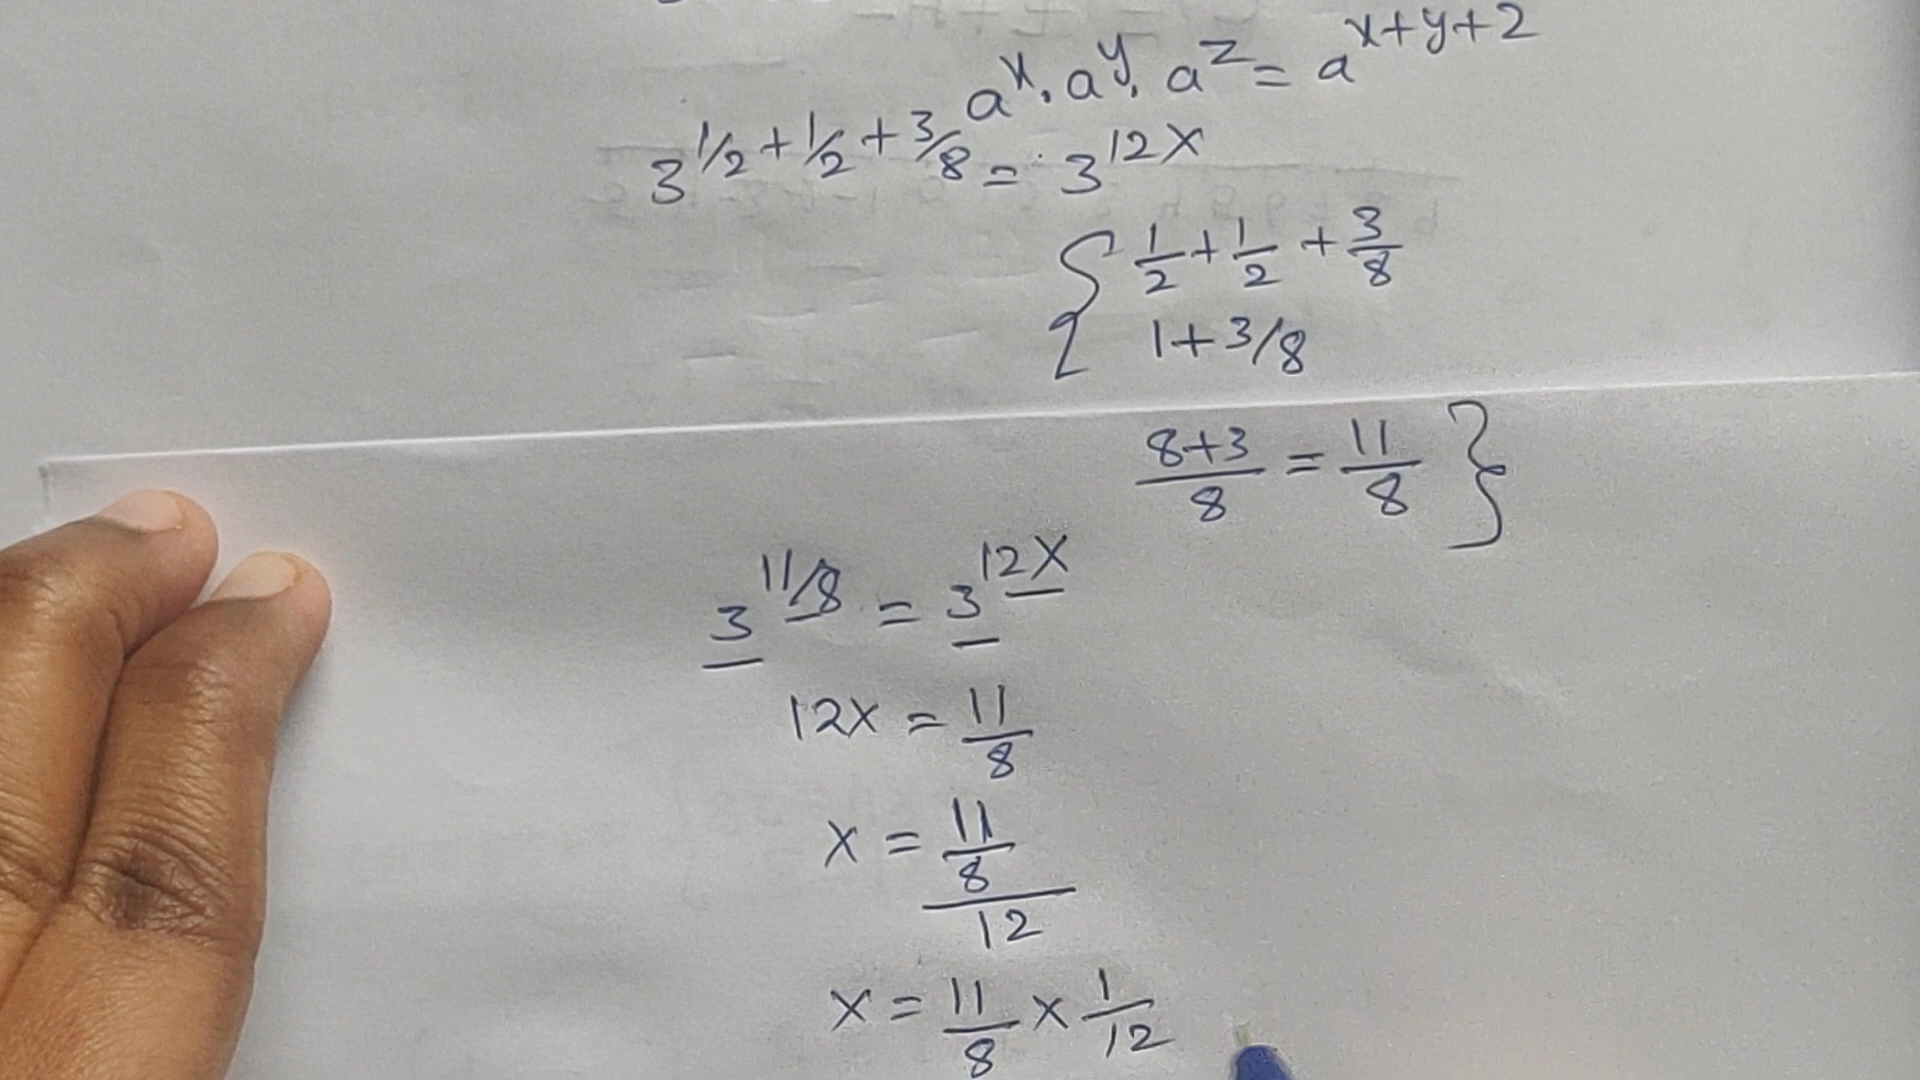 a^x . a^y . a^z = a^{x+y+2}
3^{1/2+1/2+3/8} = 3^{12x}
{ 1/2 + 1/2 + 3/8
1+3/8
(8+3)/8 = 11/8 }
3^{11/8} = 3^{12x}
12x = 11/8
x = (11/8)/12
x = 11/8 × 1/12